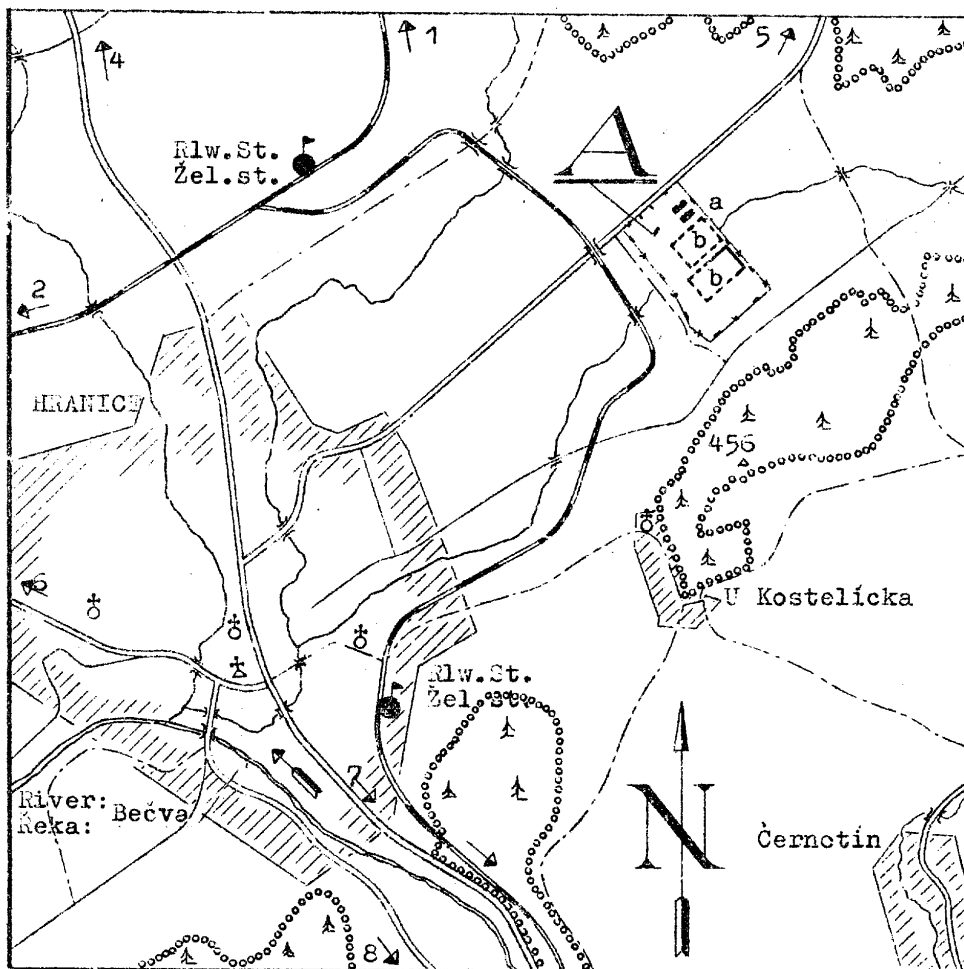 4
1
5
Rlw.St.
Žel.st.
A
a
b
b
2
HRANICE
456
6
U Kostelícka
Rlw.St.
Žel.st.
7
River:
Řeka:
Bečva
N
Černotín
8